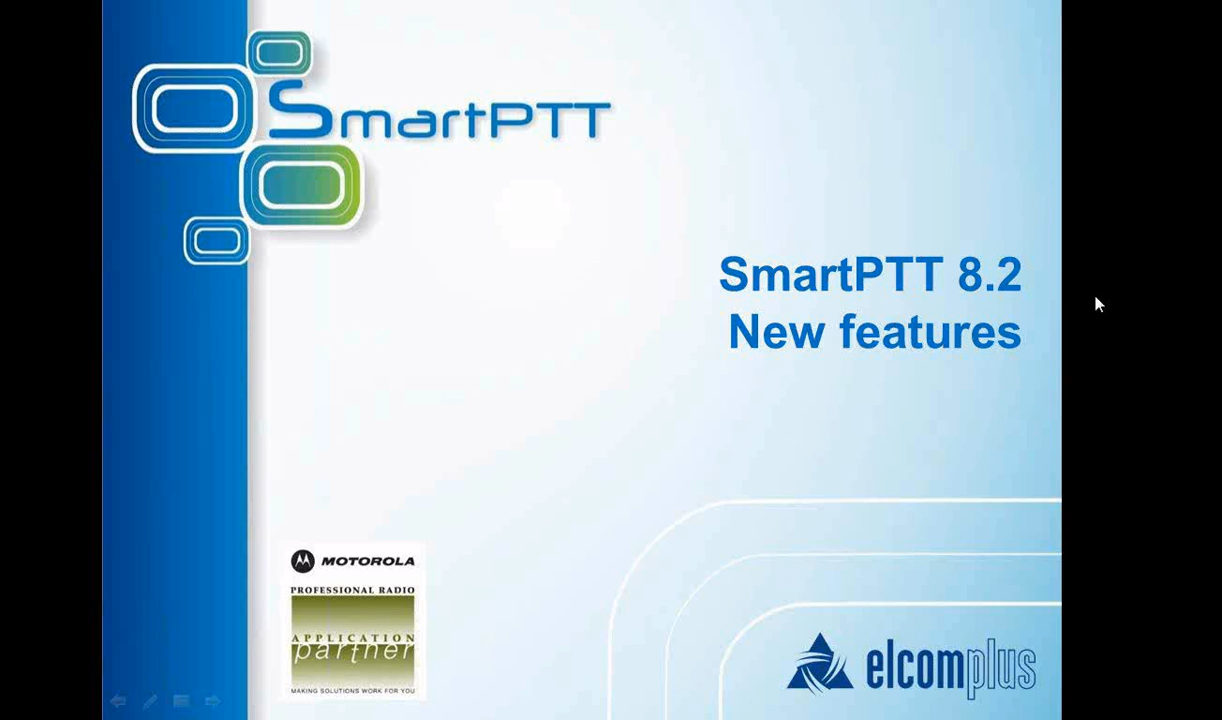 SmartPTT
SmartPTT 8.2
New features
MOTOROLA
PROFESSIONAL RADIO
APPLICATION
partner
MAKING SOLUTIONS WORK FOR YOU
elcomplus